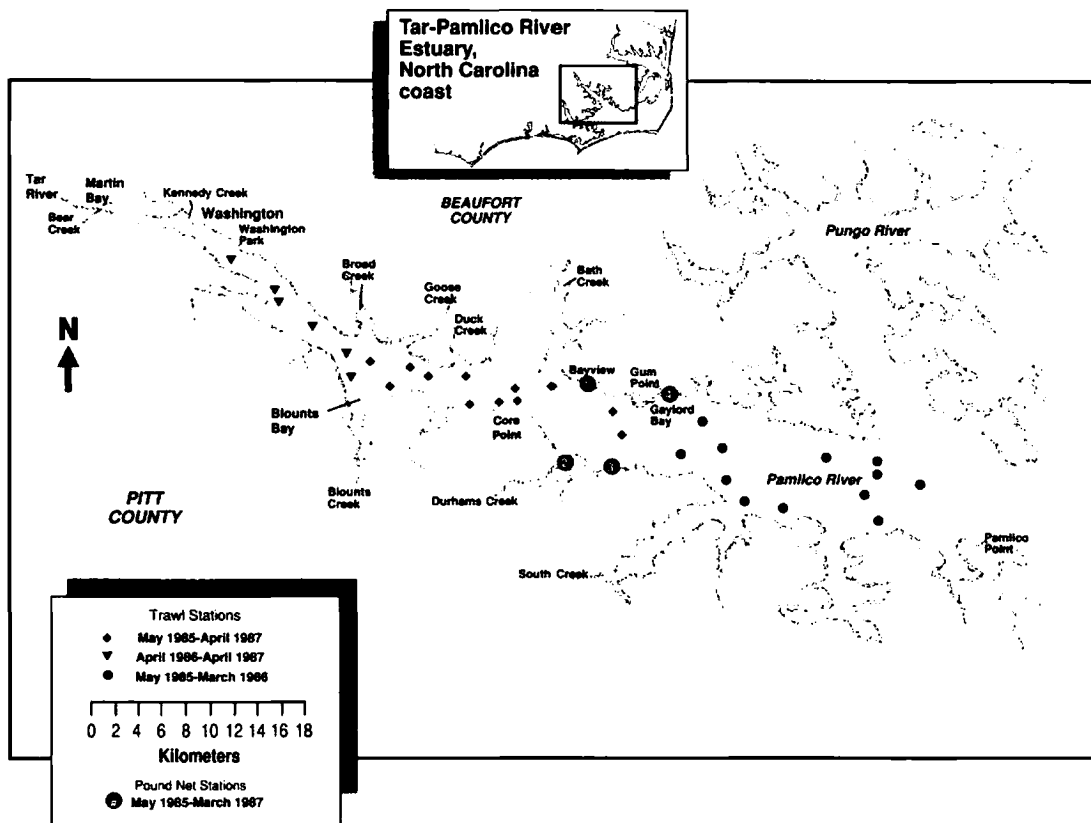 Tar-Pamlico River
Estuary,
North Carolina
coast
Tar
River
Martin
Bay
Bear
Creek
Kennedy Creek
Washington
Washington
Park
BEAUFORT
COUNTY
Pungo River
Broad
Creek
Goose
Creek
Duck
Creek
Bath
Creek
N
Bayview
Gum
Point
Gaylord
Bay
Blounts
Bay
Core
Point
Blounts
Creek
Durhams Creek
Pamlico River
PITT
COUNTY
South Creek
Pamlico
Point
Trawl Stations
May 1985-April 1987
April 1986-April 1987
May 1985-March 1986
0 2 4 6 8 10 12 14 16 18
Kilometers
Pound Net Stations
May 1985-March 1987